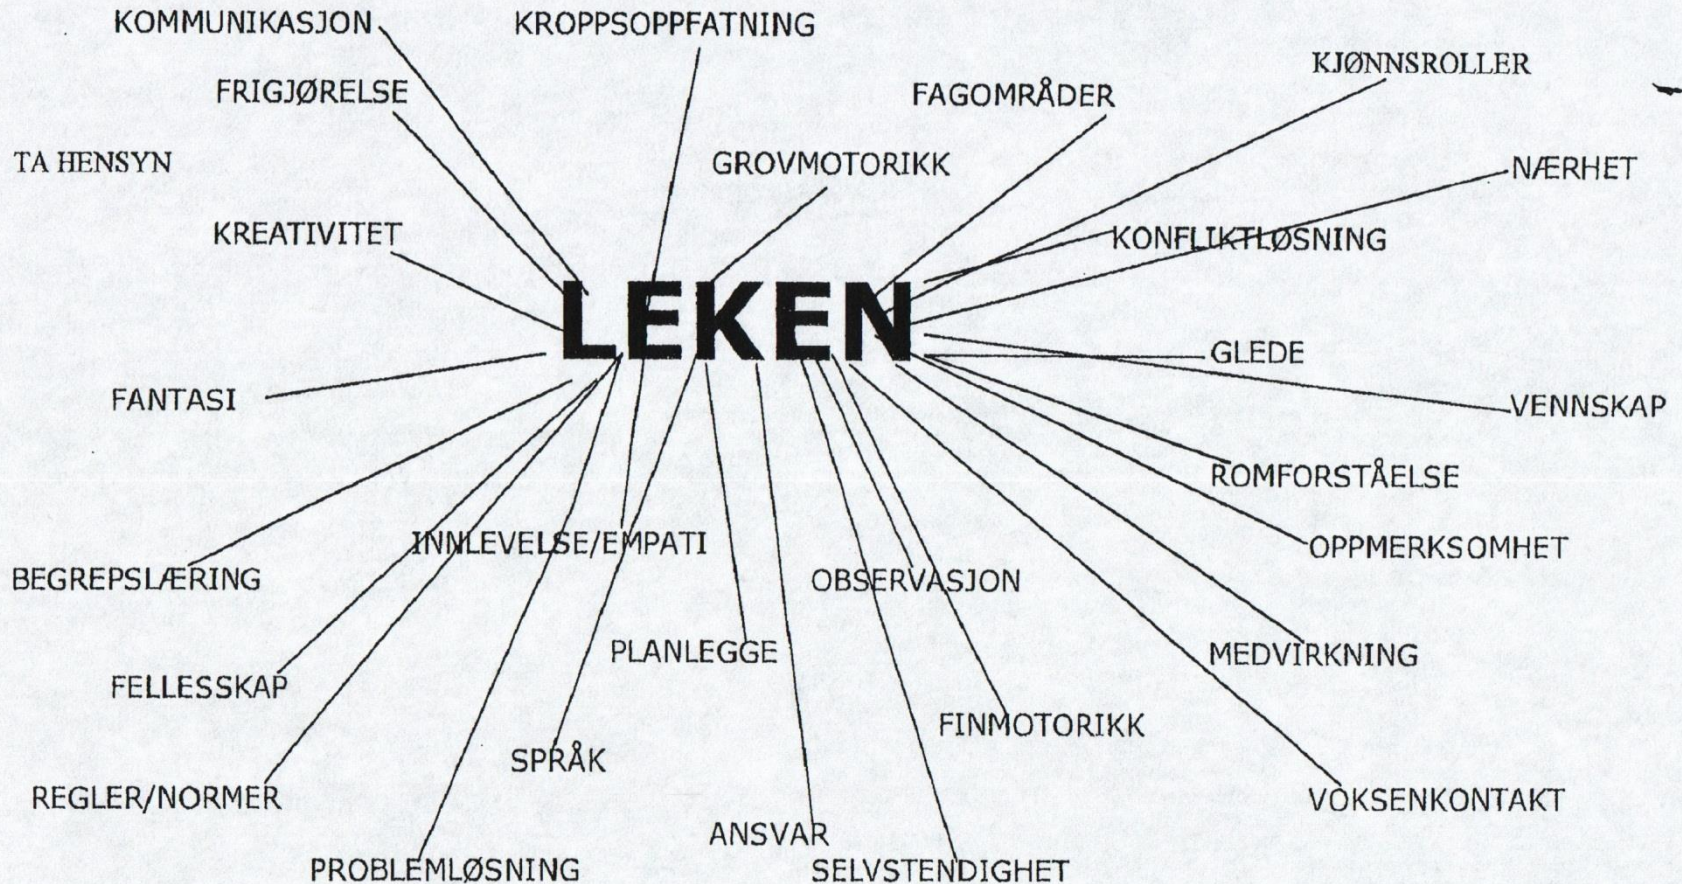 KOMMUNIKASJON
KROPPSOPPFATNING
KJØNNSROLLER
FRIGJØRELSE
FAGOMRÅDER
TA HENSYN
GROVMOTORIKK
NÆRHET
KREATIVITET
KONFLIKTLØSNING
LEKEN
GLEDE
FANTASI
VENNSKAP
ROMFORSTÅELSE
INNLEVELSE/EMPATI
OPPMERKSOMHET
BEGREPSLÆRING
OBSERVASJON
PLANLEGGE
MEDVIRKNING
FELLESSKAP
FINMOTORIKK
SPRÅK
REGLER/NORMER
VOKSENKONTAKT
ANSVAR
PROBLEMLØSNING
SELVSTENDIGHET